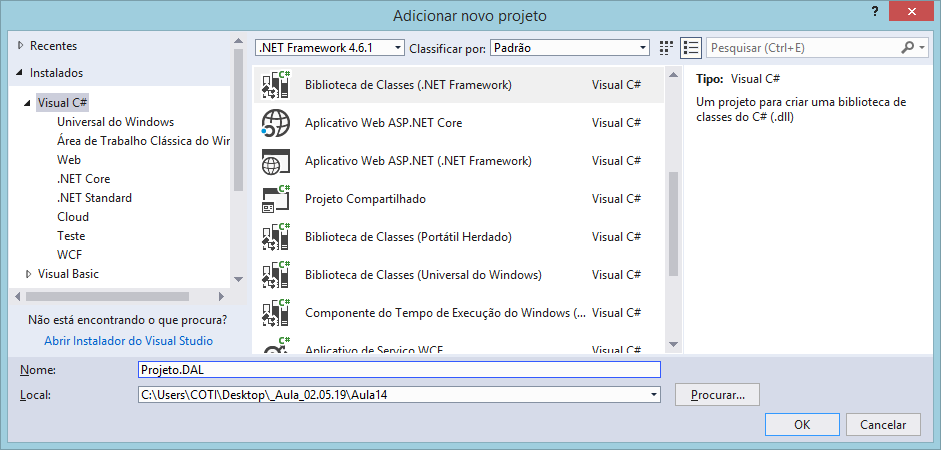 Adicionar novo projeto
?
Recentes
Instalados
Visual C#
Universal do Windows
Área de Trabalho Clássica do Wir
Web
.NET Core
.NET Standard
Cloud
Teste
WCF
Visual Basic
Não está encontrando o que procura?
Abrir Instalador do Visual Studio
.NET Framework 4.6.1 Classificar por: Padrão
Pesquisar (Ctrl+E)
Biblioteca de Classes (.NET Framework) Visual C#
Aplicativo Web ASP.NET Core Visual C#
Aplicativo Web ASP.NET (.NET Framework) Visual C#
Projeto Compartilhado Visual C#
Biblioteca de Classes (Portátil Herdado) Visual C#
Biblioteca de Classes (Universal do Windows) Visual C#
Componente do Tempo de Execução do Windows (... Visual C#
Aplicativo de Serviço WCF Visual C#
Tipo: Visual C#
Um projeto para criar uma biblioteca de
classes do C# (.dll)
Nome: Projeto.DAL
Local: C:\Users\COTI\Desktop\_Aula_02.05.19\Aula14
Procurar...
OK Cancelar